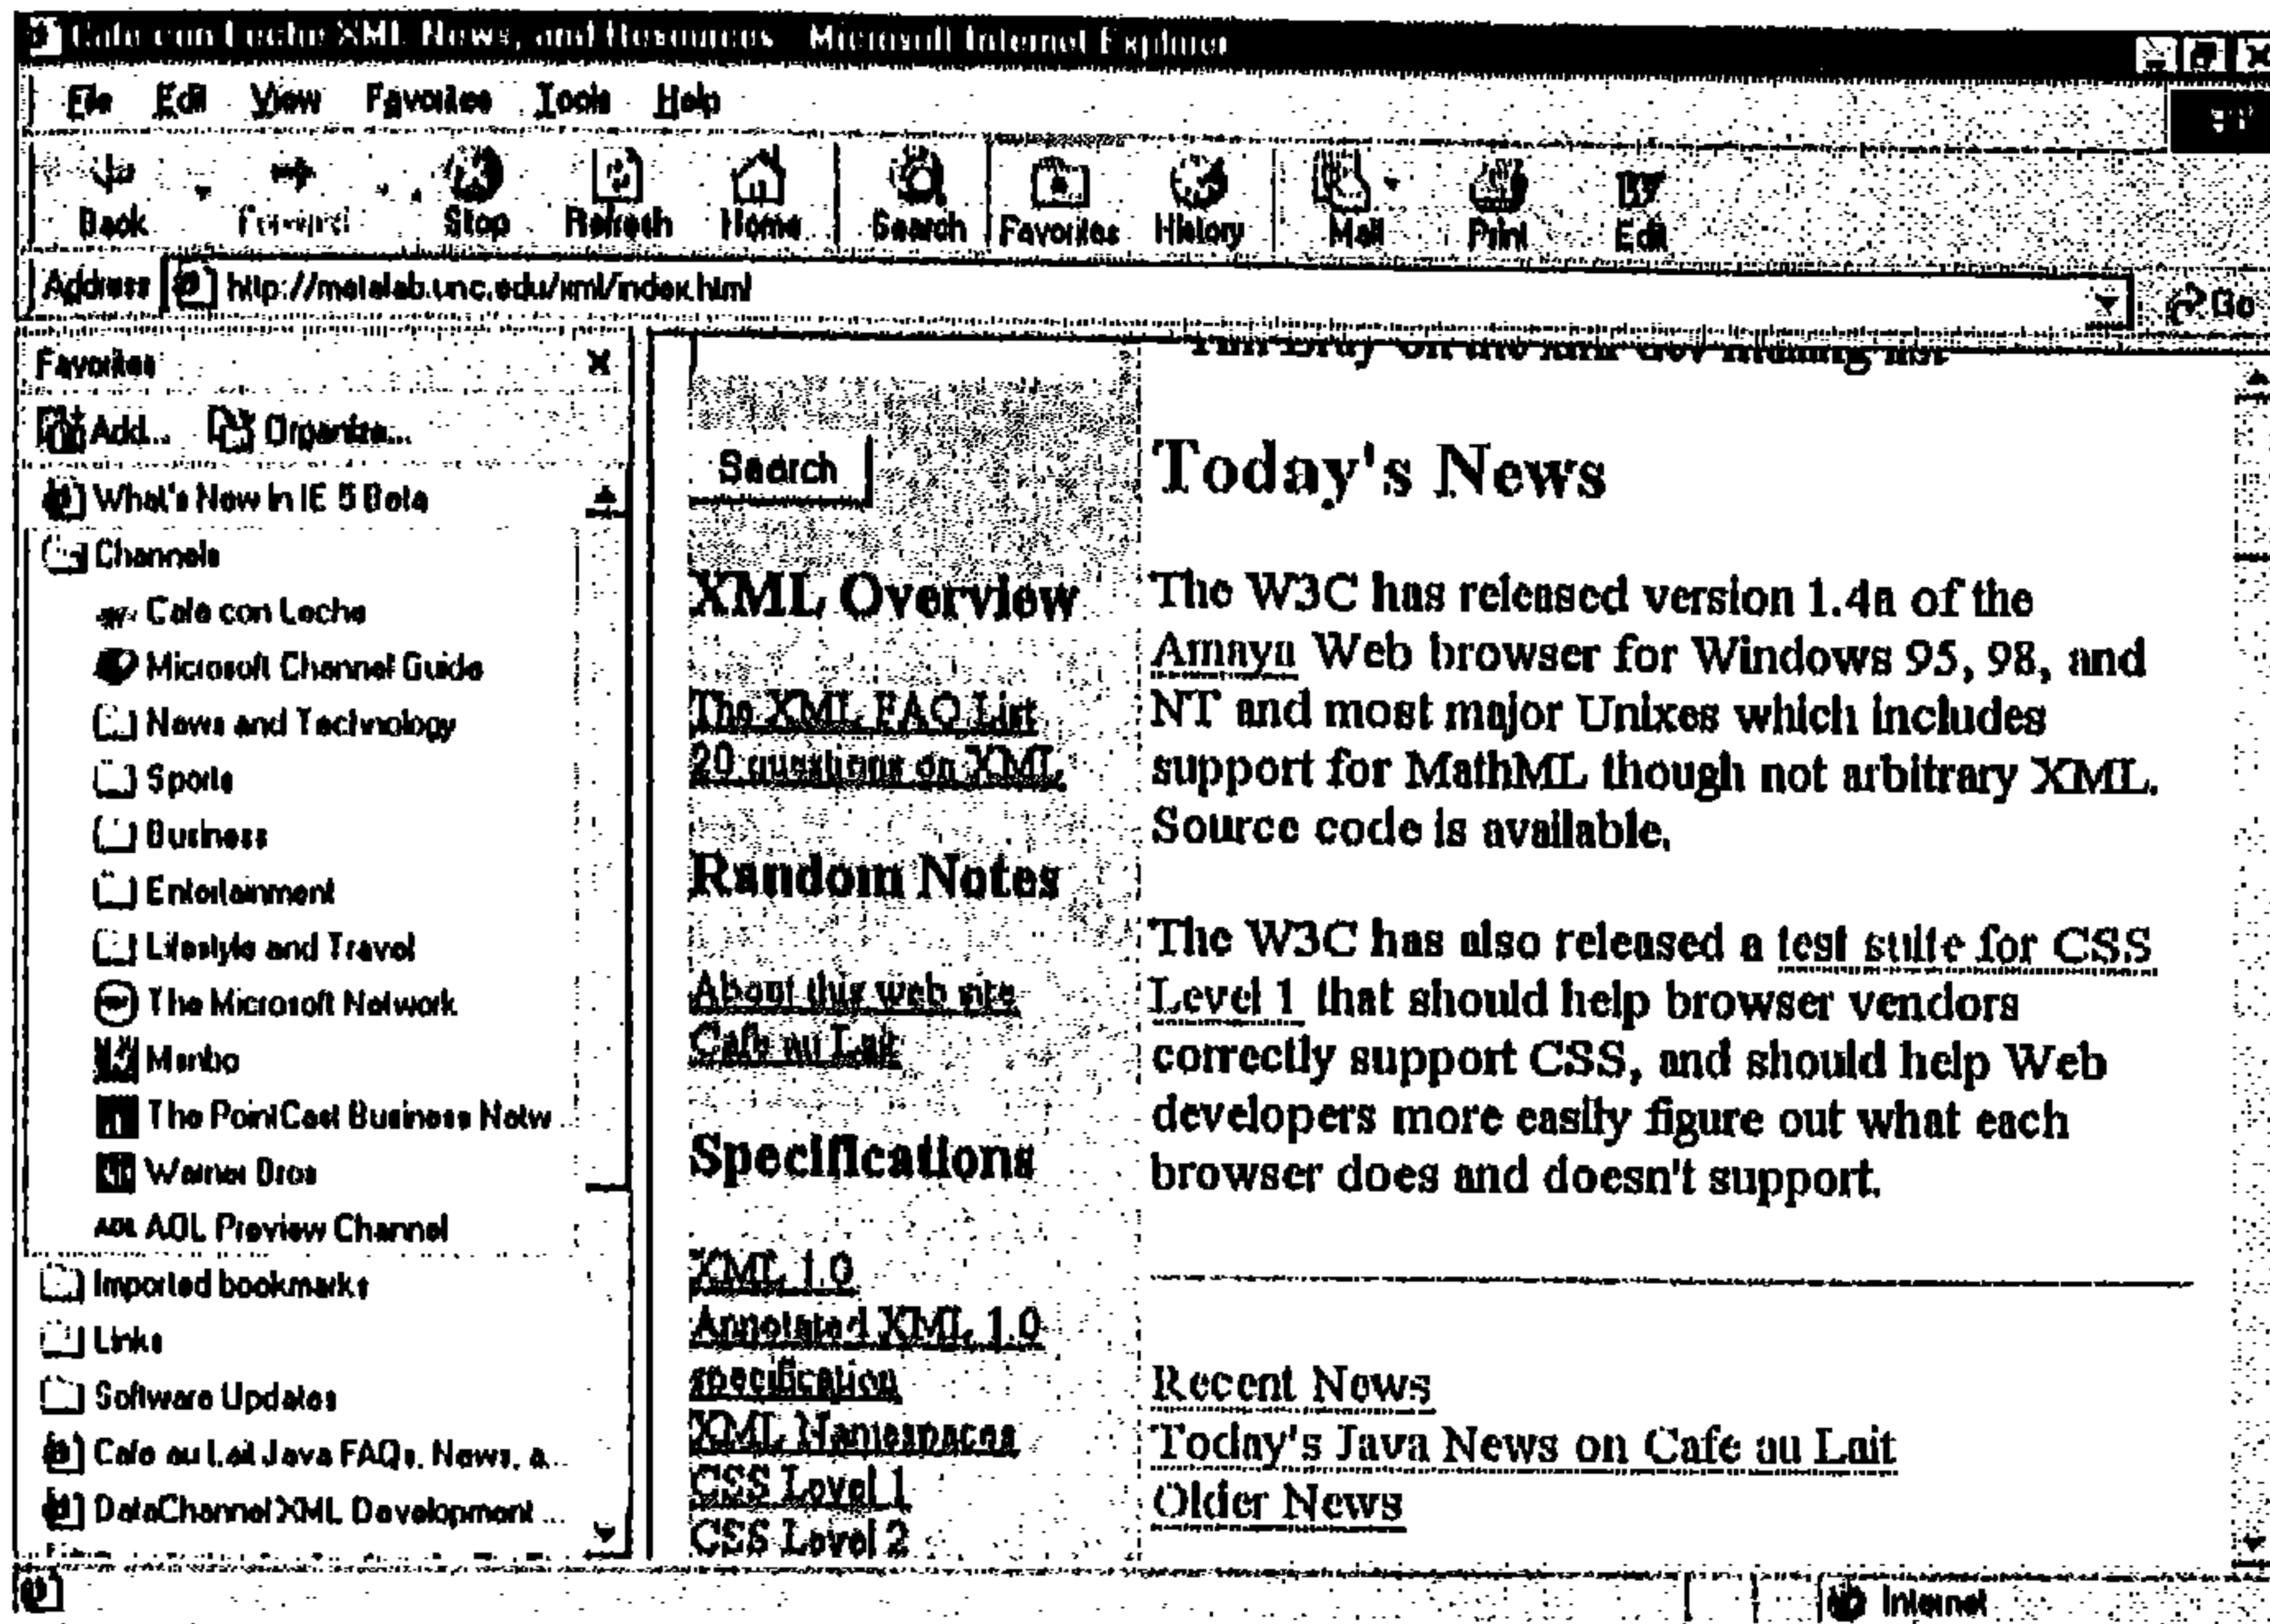 Cafe con Leche XML News, and Resources - Microsoft Internet Explorer
File Edit View Favorites Tools Help
Back Forward Stop Refresh Home Search Favorites History Mail Print Edit
Address http://metalab.unc.edu/xml/index.html Go
Favorites
Add... Organize...
What's New in IE 5 Beta
Channels
Cafe con Leche
Microsoft Channel Guide
News and Technology
Sports
Business
Entertainment
Lifestyle and Travel
The Microsoft Network
The PointCast Business Netw
Warner Bros
AOL AOL Preview Channel
Imported bookmarks
Links
Software Updates
Cafe au Lait Java FAQs, News, a...
DataChannel XML Development ...
Search
XML Overview
The XML FAQ List
20 questions on XML
Random Notes
About this web site
Cafe au Lait
Specifications
XML 1.0
Annotated XML 1.0
specification
XML Namespaces
CSS Level 1
CSS Level 2
Tim Bray on the xml-dev mailing list
Today's News
The W3C has released version 1.4a of the
Amaya Web browser for Windows 95, 98, and
NT and most major Unixes which includes
support for MathML though not arbitrary XML.
Source code is available.
The W3C has also released a test suite for CSS
Level 1 that should help browser vendors
correctly support CSS, and should help Web
developers more easily figure out what each
browser does and doesn't support.
Recent News
Today's Java News on Cafe au Lait
Older News
Internet